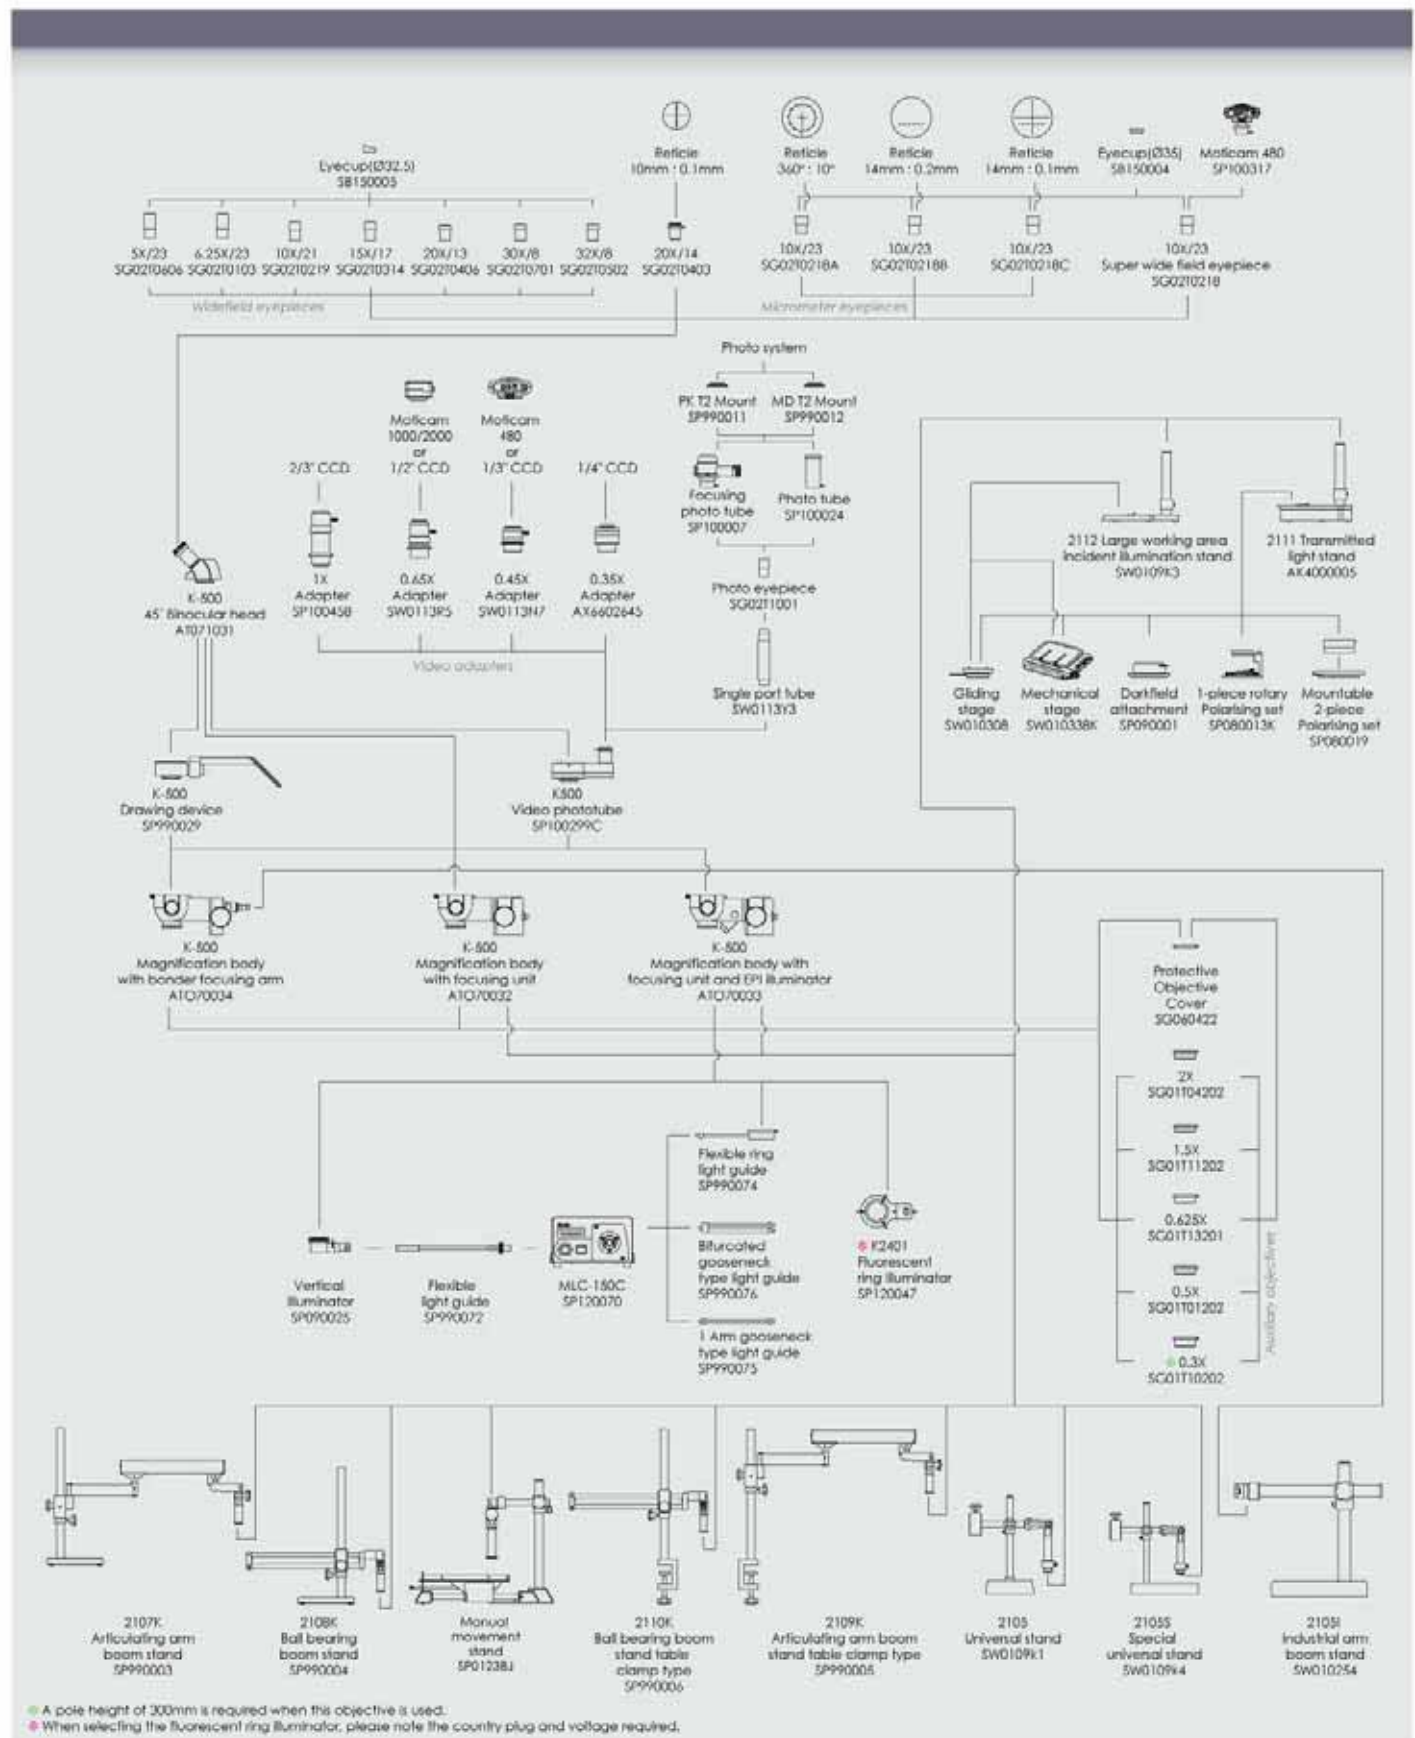 Eyecup(Ø32.5)
SB150005
Reticle
10mm : 0.1mm
Reticle
360° : 10°
Reticle
14mm : 0.2mm
Reticle
14mm : 0.1mm
Eyecup(Ø35)
SB150004
Moticam 480
SP100317
5X/23
SG02T0606
6.25X/23
SG02T0103
10X/21
SG02T0219
15X/17
SG02T0314
20X/13
SG02T0406
30X/8
SG02T0701
32X/8
SG02T0502
20X/14
SG02T0403
10X/23
SG02T0218A
10X/23
SG02T0218B
10X/23
SG02T0218C
10X/23
Super wide field eyepiece
SG02T0218
Widefield eyepieces
Micrometer eyepieces
Photo system
PK T2 Mount
SP990011
MD T2 Mount
SP990012
Moticam
1000/2000
or
1/2" CCD
Moticam
480
or
1/3" CCD
2/3" CCD
1/4" CCD
Focusing
photo tube
SP100007
Photo tube
SP100024
1X
Adapter
SP10045B
0.65X
Adapter
SW0113R5
0.45X
Adapter
SW0113N7
0.35X
Adapter
AX6602645
Photo eyepiece
SG02T1001
Video adapters
Single port tube
SW0113Y3
K-500
45° Binocular head
AT071031
2112 Large working area
incident illumination stand
SW0109K3
2111 Transmitted
light stand
AK4000005
Gliding
stage
SW010308
Mechanical
stage
SW010338K
Darkfield
attachment
SP090001
1-piece rotary
Polarising set
SP080013K
Mountable
2-piece
Polarising set
SP080019
K-500
Drawing device
SP990029
K500
Video phototube
SP100299C
K-500
Magnification body
with bonder focusing arm
ATO70034
K-500
Magnification body
with focusing unit
ATO70032
K-500
Magnification body with
focusing unit and EPI illuminator
ATO70033
Protective
Objective
Cover
SG060422
2X
SG01T04202
1.5X
SG01T11202
0.625X
SG01T13201
0.5X
SG01T01202
0.3X
SG01T10202
Auxiliary objectives
Flexible ring
light guide
SP990074
Vertical
illuminator
SP090025
Flexible
light guide
SP990072
MLC-150C
SP120070
Bifurcated
gooseneck
type light guide
SP990076
K2401
Fluorescent
ring illuminator
SP120047
1 Arm gooseneck
type light guide
SP990075
2107K
Articulating arm
boom stand
SP990003
2108K
Ball bearing
boom stand
SP990004
Manual
movement
stand
SP01238J
2110K
Ball bearing boom
stand table
clamp type
SP990006
2109K
Articulating arm boom
stand table clamp type
SP990005
2105
Universal stand
SW0109K1
2105S
Special
universal stand
SW0109K4
2105I
Industrial arm
boom stand
SW010254
A pole height of 300mm is required when this objective is used.
When selecting the fluorescent ring illuminator, please note the country plug and voltage required.